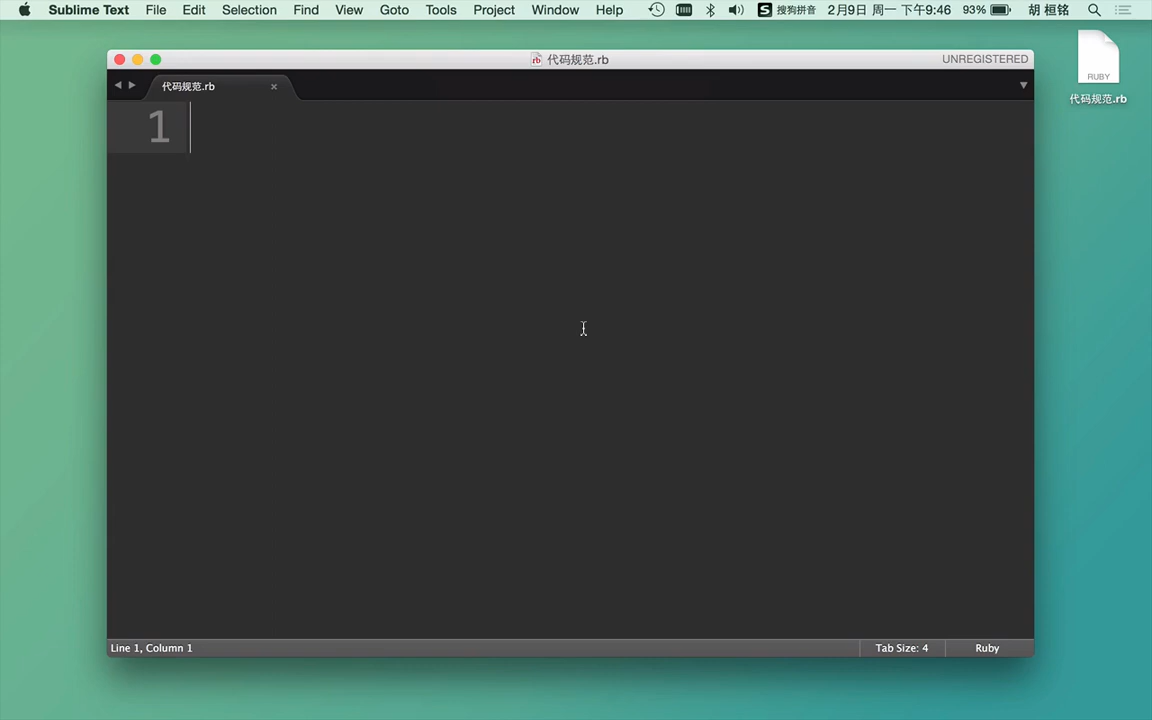 Sublime Text File Edit Selection Find View Goto Tools Project Window Help S 搜狗拼音 2月9日 周一 下午9:46 93% 胡 桓铭
rb 代码规范.rb UNREGISTERED
代码规范.rb ×
1
RUBY
代码规范.rb
Line 1, Column 1 Tab Size: 4 Ruby